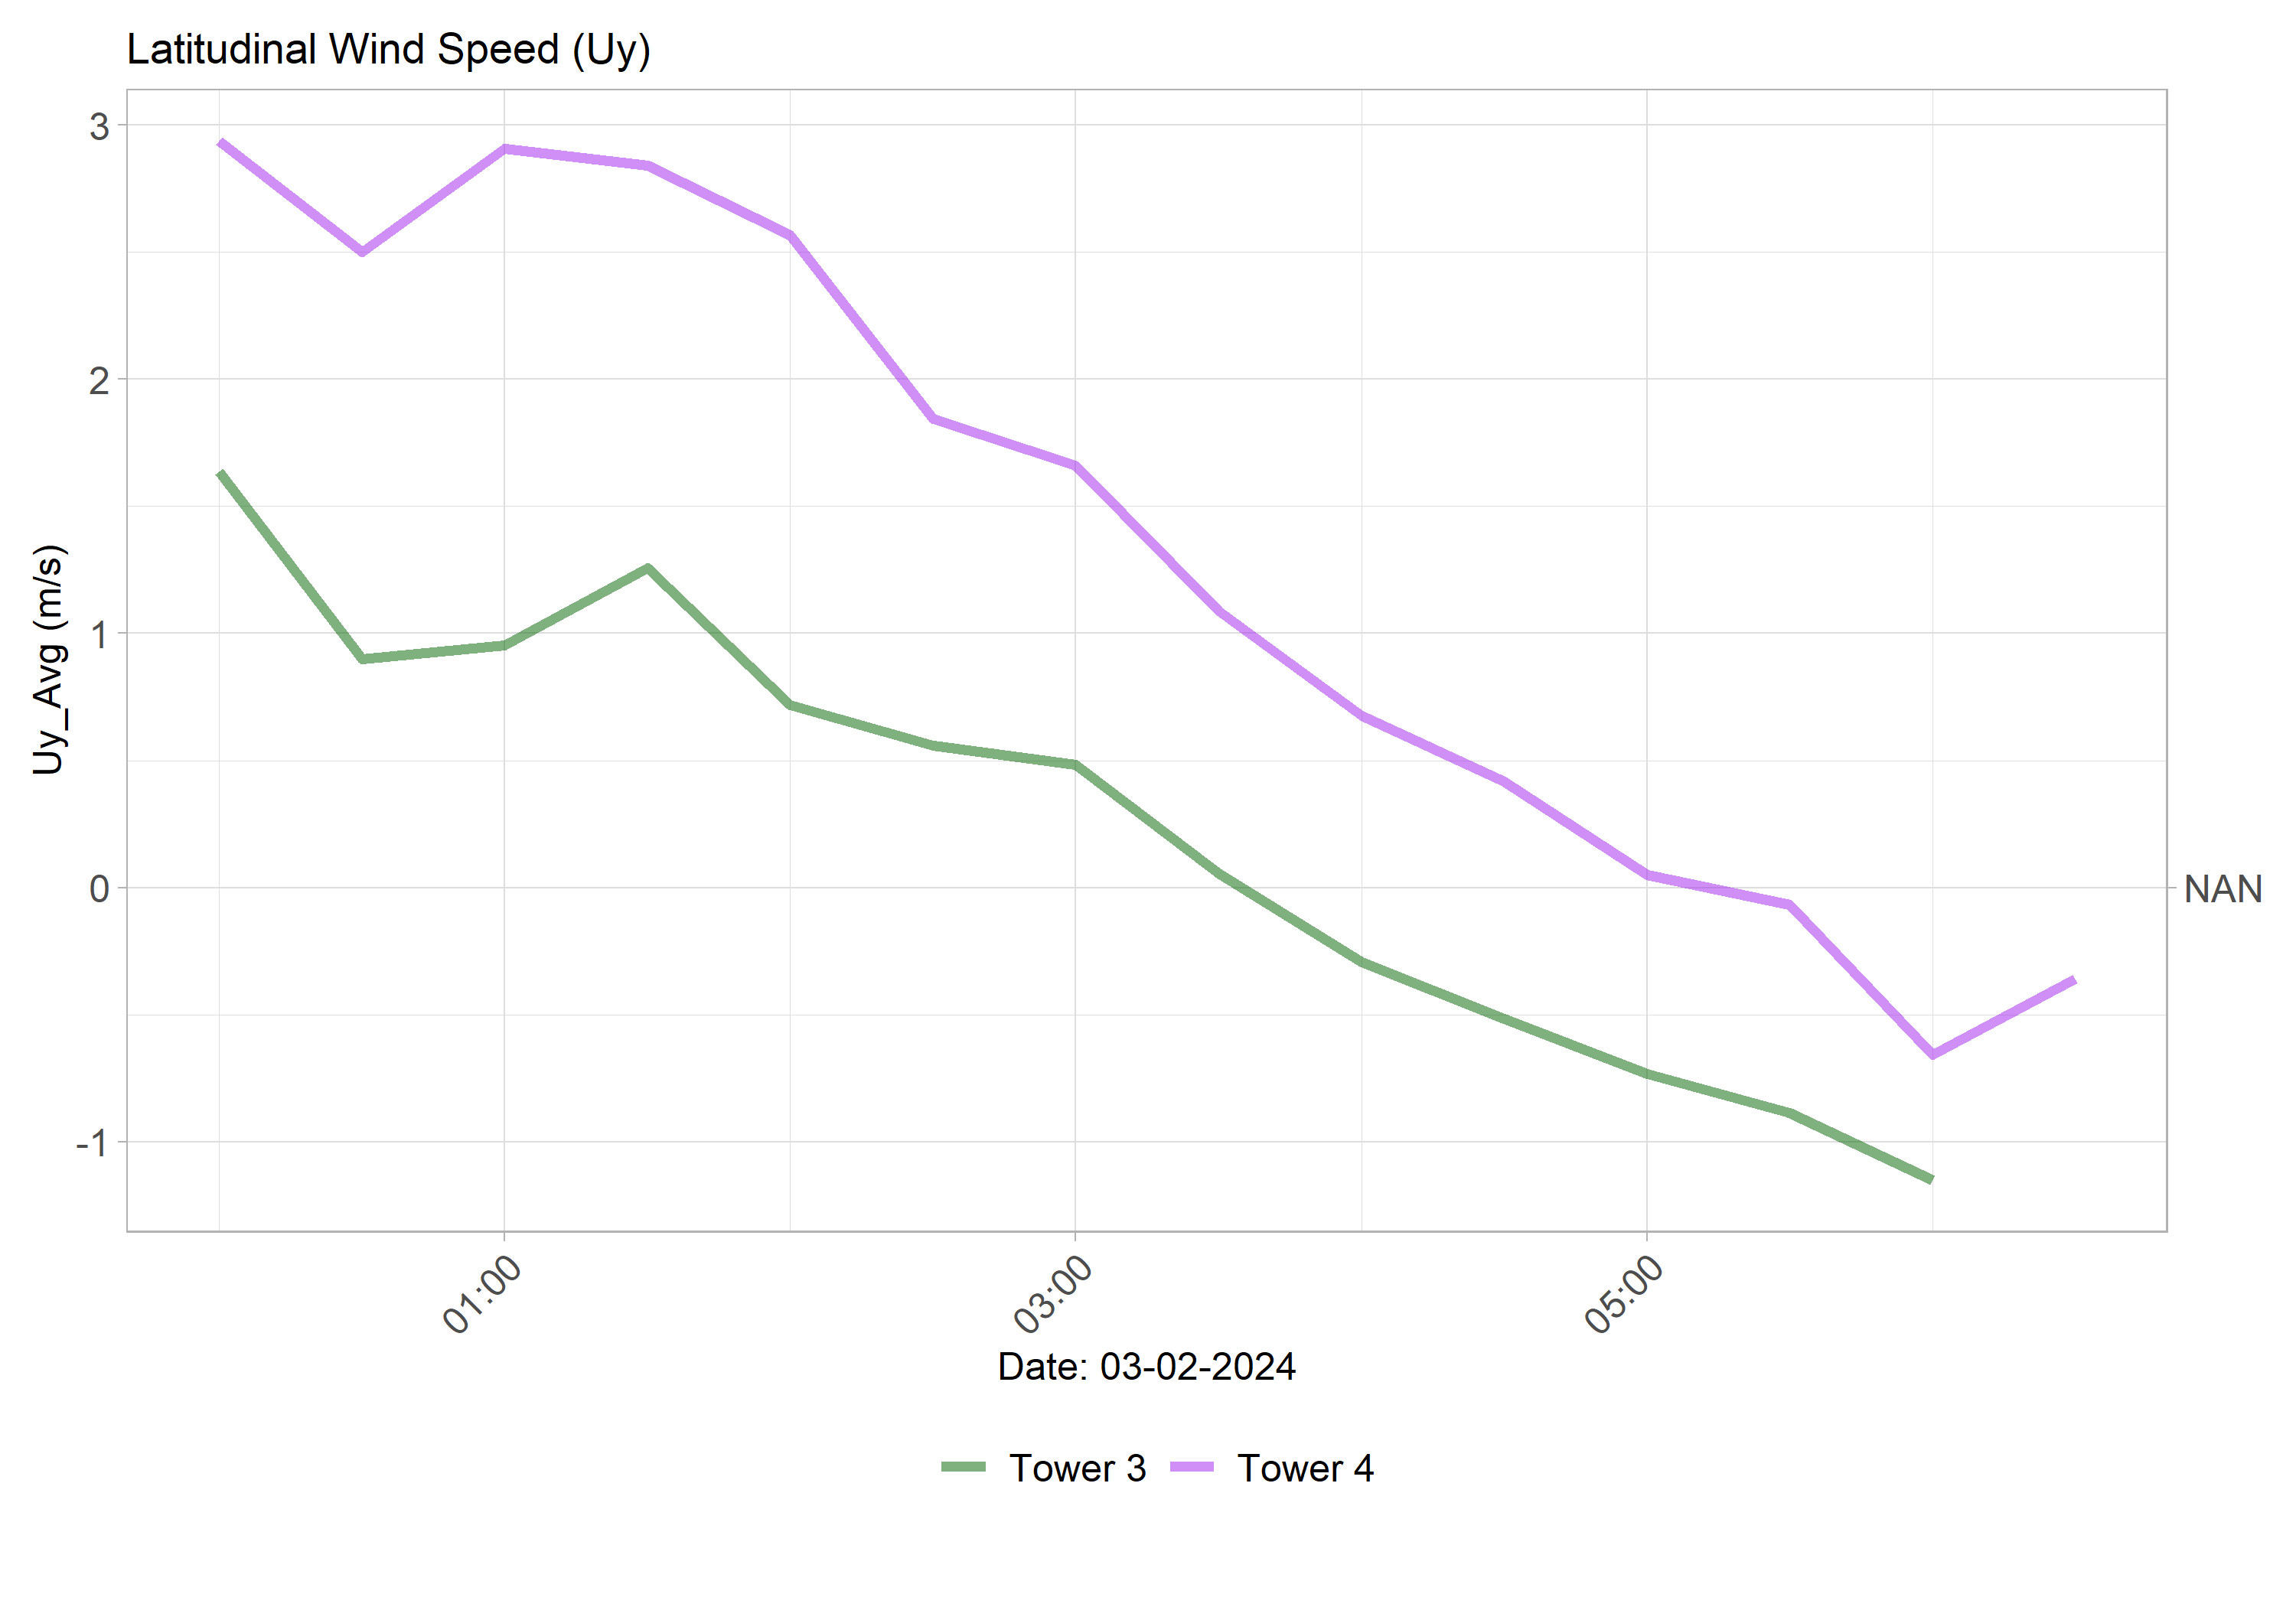 Latitudinal Wind Speed (Uy)
Uy_Avg (m/s)
3
2
1
0
-1
NAN
01:00
03:00
05:00
Date: 03-02-2024
Tower 3
Tower 4